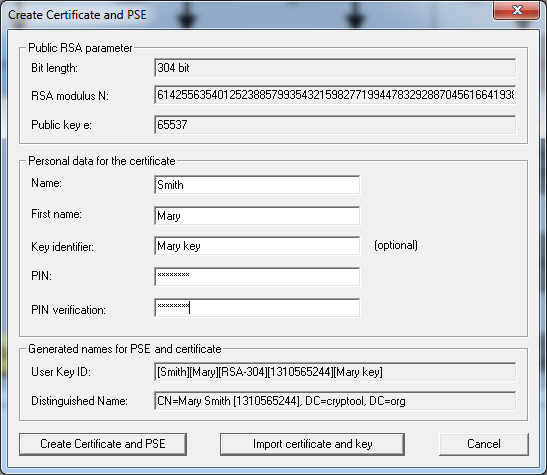 Create Certificate and PSE
Public RSA parameter
Bit length: 304 bit
RSA modulus N: 61425563540125238857993543215982771994478329288704561664193
Public key e: 65537
Personal data for the certificate
Name: Smith
First name: Mary
Key identifier: Mary key (optional)
PIN: ********
PIN verification: ********
Generated names for PSE and certificate
User Key ID: [Smith][Mary][RSA-304][1310565244][Mary key]
Distinguished Name: CN=Mary Smith [1310565244], DC=cryptool, DC=org
Create Certificate and PSE Import certificate and key Cancel